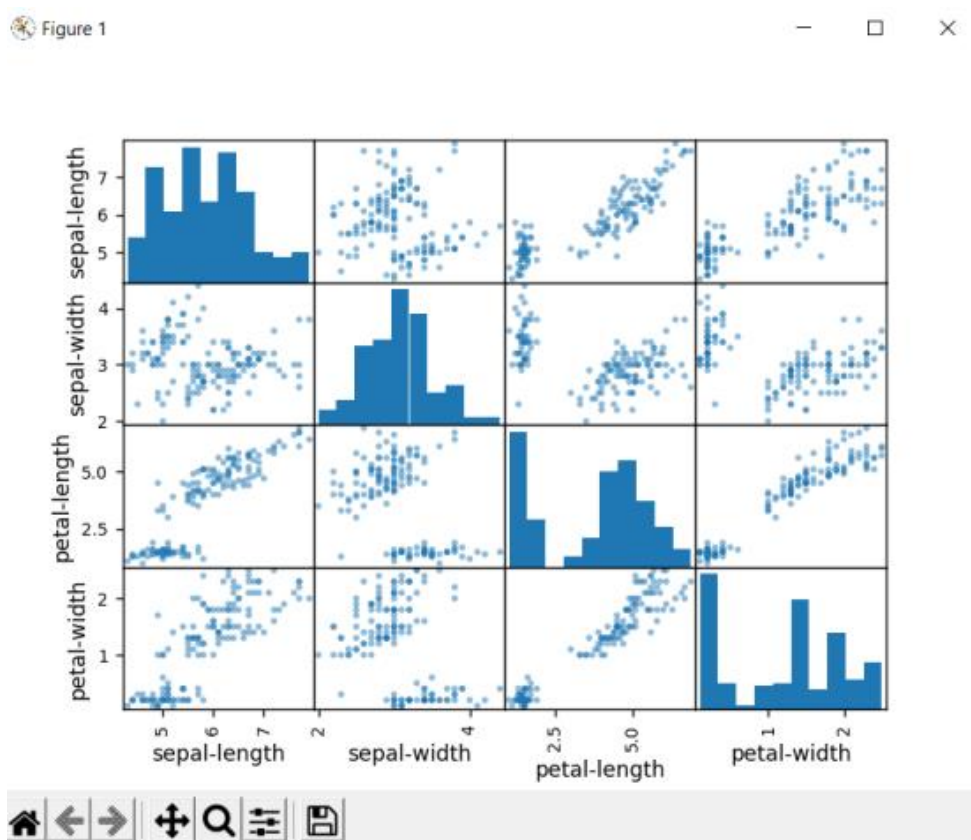 Figure 1
sepal-length
7
6
5
sepal-width
4
3
2
petal-length
5.0
2.5
petal-width
2
1
5 6 7 2 4 2.5 5.0 1 2
sepal-length sepal-width petal-length petal-width